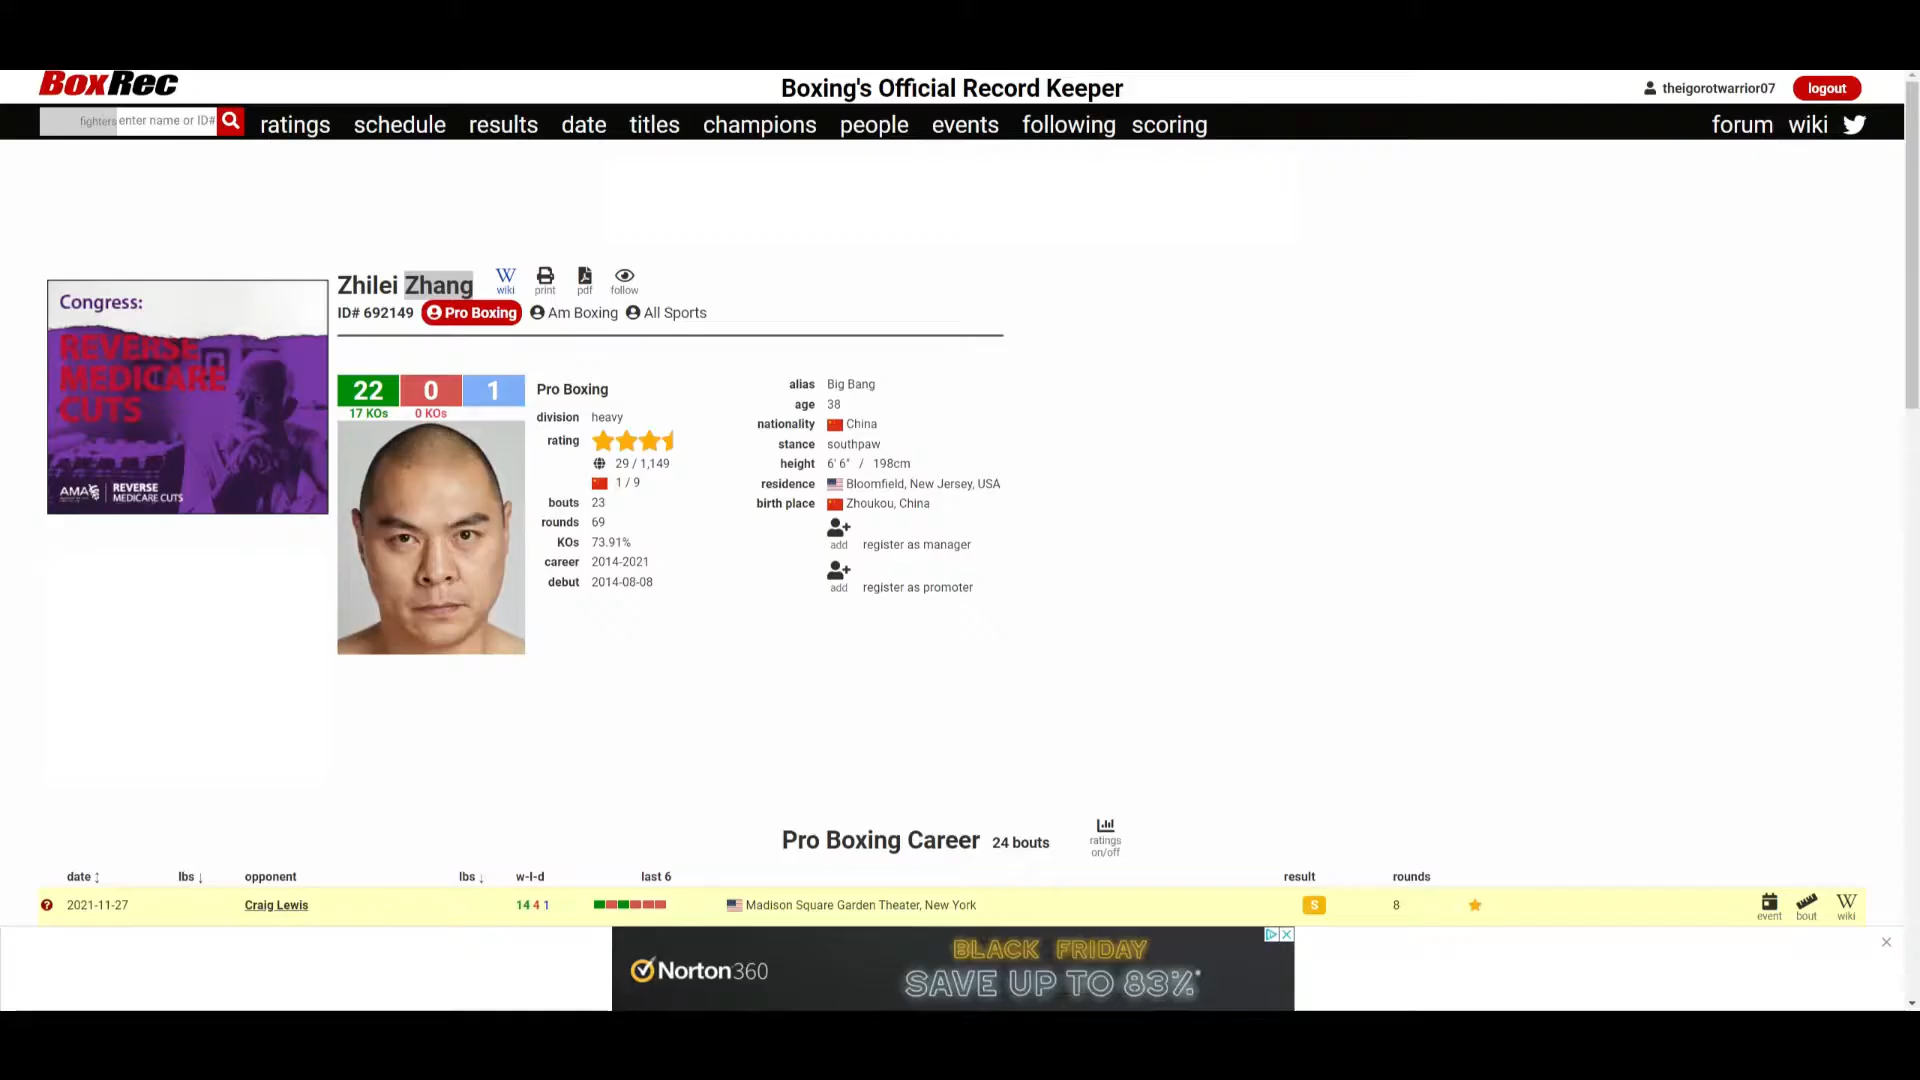 BoxRec
Boxing's Official Record Keeper
theigorotwarrior07 logout
fighters enter name or ID# ratings schedule results date titles champions people events following scoring forum wiki
Zhilei Zhang
wiki print pdf follow
ID# 692149 Pro Boxing Am Boxing All Sports
Congress:
REVERSE
MEDICARE
CUTS
AMA REVERSE
MEDICARE CUTS
22 0 1
17 KOs 0 KOs
Pro Boxing
division heavy
rating
29 / 1,149
1 / 9
bouts 23
rounds 69
KOs 73.91%
career 2014-2021
debut 2014-08-08
alias Big Bang
age 38
nationality China
stance southpaw
height 6' 6" / 198cm
residence Bloomfield, New Jersey, USA
birth place Zhoukou, China
add register as manager
add register as promoter
Pro Boxing Career 24 bouts
ratings
on/off
date lbs opponent lbs w-l-d last 6 result rounds
2021-11-27 Craig Lewis 14 4 1 Madison Square Garden Theater, New York S 8
event bout wiki
Norton360
BLACK FRIDAY
SAVE UP TO 83%*